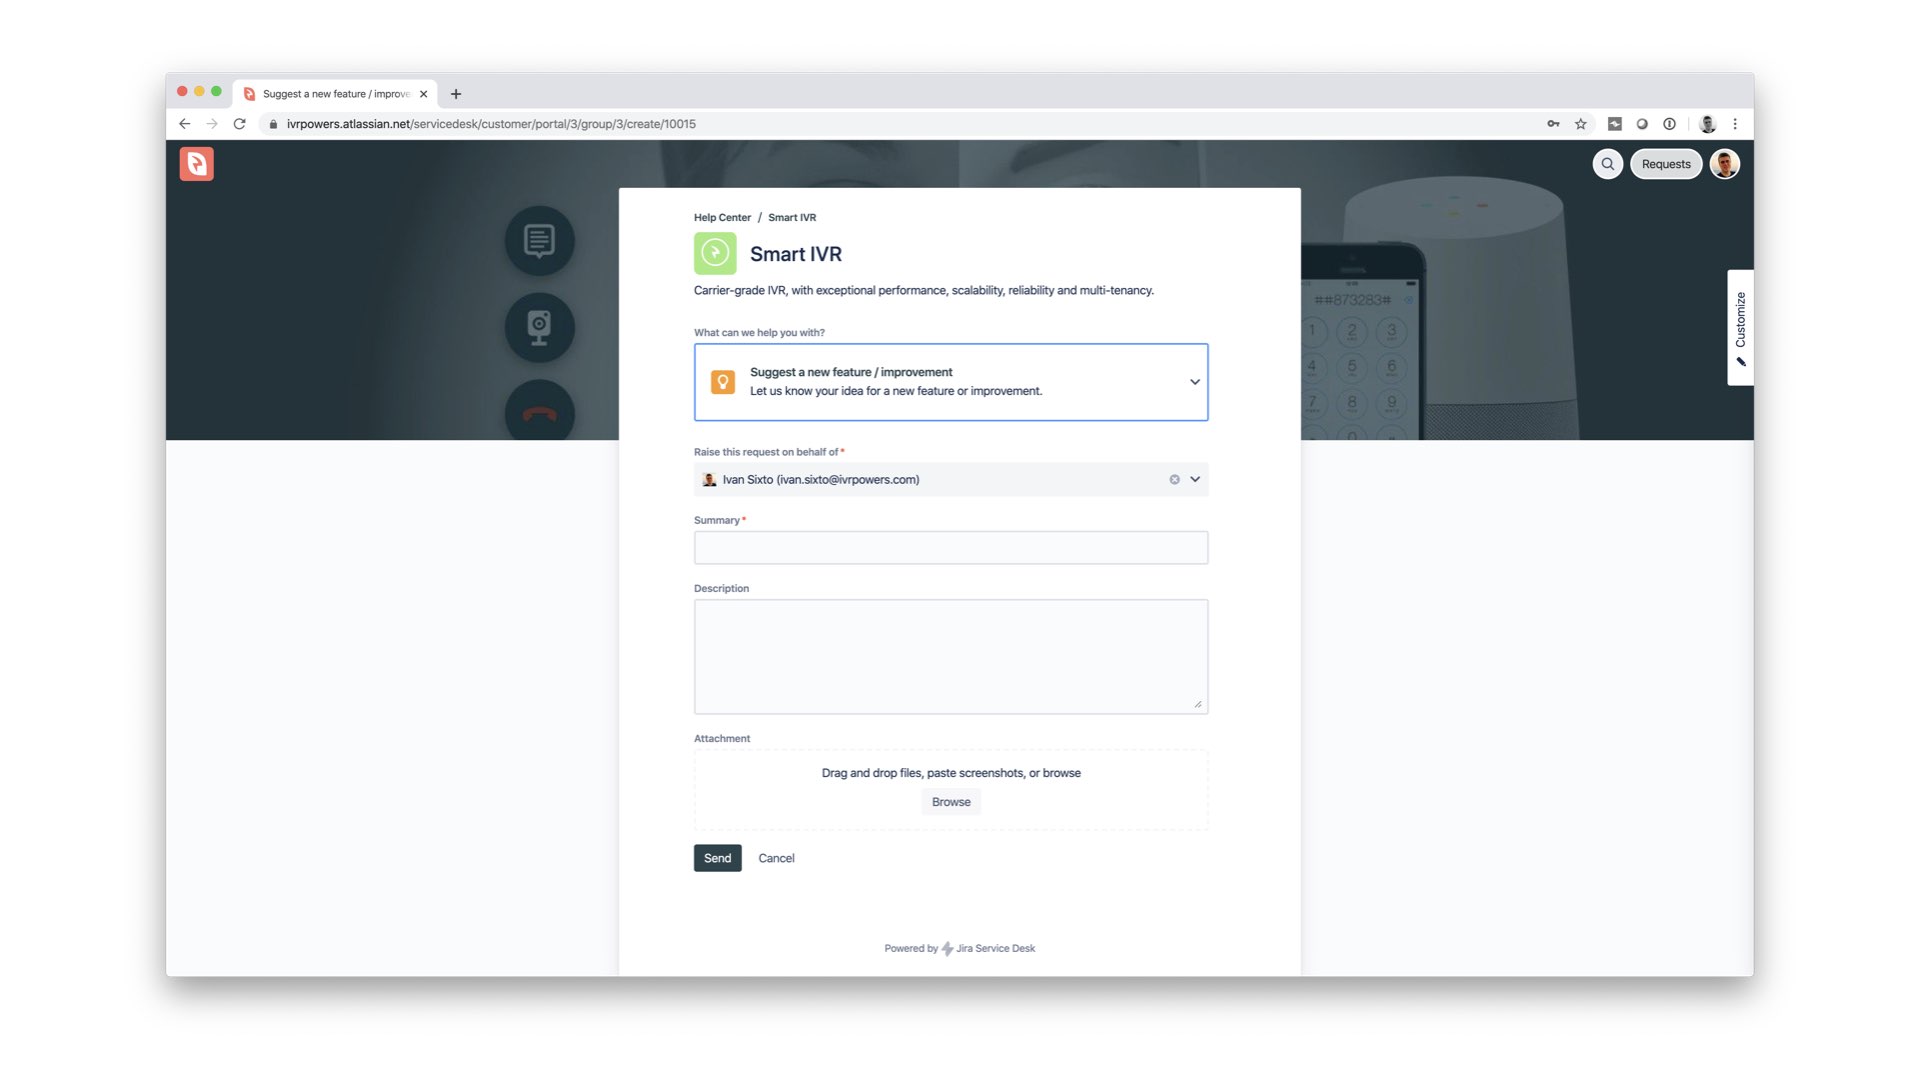 Suggest a new feature / improve
ivrpowers.atlassian.net/servicedesk/customer/portal/3/group/3/create/10015
Requests
Help Center / Smart IVR
Smart IVR
Carrier-grade IVR, with exceptional performance, scalability, reliability and multi-tenancy.
What can we help you with?
Suggest a new feature / improvement
Let us know your idea for a new feature or improvement.
##873283#
1 2 3
4 5 6
7 8 9
0
Customize
Raise this request on behalf of *
Ivan Sixto (ivan.sixto@ivrpowers.com)
Summary *
Description
Attachment
Drag and drop files, paste screenshots, or browse
Browse
Send Cancel
Powered by Jira Service Desk